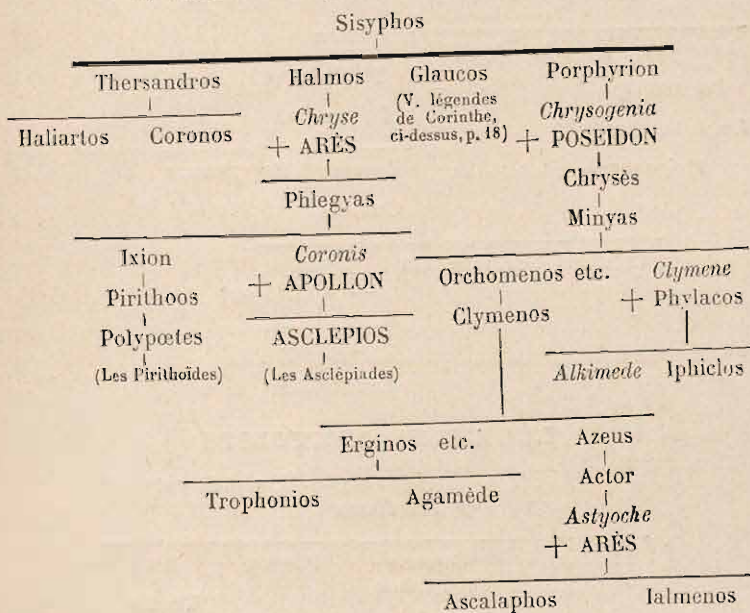 Sisyphos
Thersandros Halmos Glaucos Porphyrion
Chryse (V. légendes de Corinthe, ci-dessus, p. 18) Chrysogenia
Haliartos Coronos + ARÈS + POSEIDON
Phlegyas Chrysès
Minyas
Ixion Coronis
+ APOLLON Orchomenos etc. Clymene
Pirithoos Clymenos + Phylacos
Polypœtes ASCLEPIOS
(Les Pirithoïdes) (Les Asclépiades) Alkimede Iphiclos
Erginos etc. Azeus
Actor
Trophonios Agamède Astyoche
+ ARÈS
Ascalaphos Ialmenos